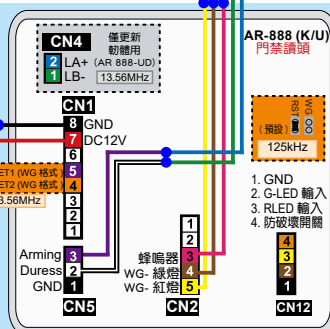 AR-888 (K/U)
門禁讀頭
CN4
僅更新
韌體用
2 LA+ (AR 888-UD)
1 LB-
13.56MHz
CN1
8 GND
7 DC12V
6
5
4
3
2
1
ET1 (WG 格式)
ET2 (WG 格式)
3.56MHz
RST
WG
(預設)
125kHz
1. GND
2. G-LED 輸入
3. RLED 輸入
4. 防破壞開關
Arming 3
Duress 2
GND 1
CN5
2
1
蜂鳴器 3
WG- 綠燈 4
WG- 紅燈 5
CN2
4
3
2
1
CN12